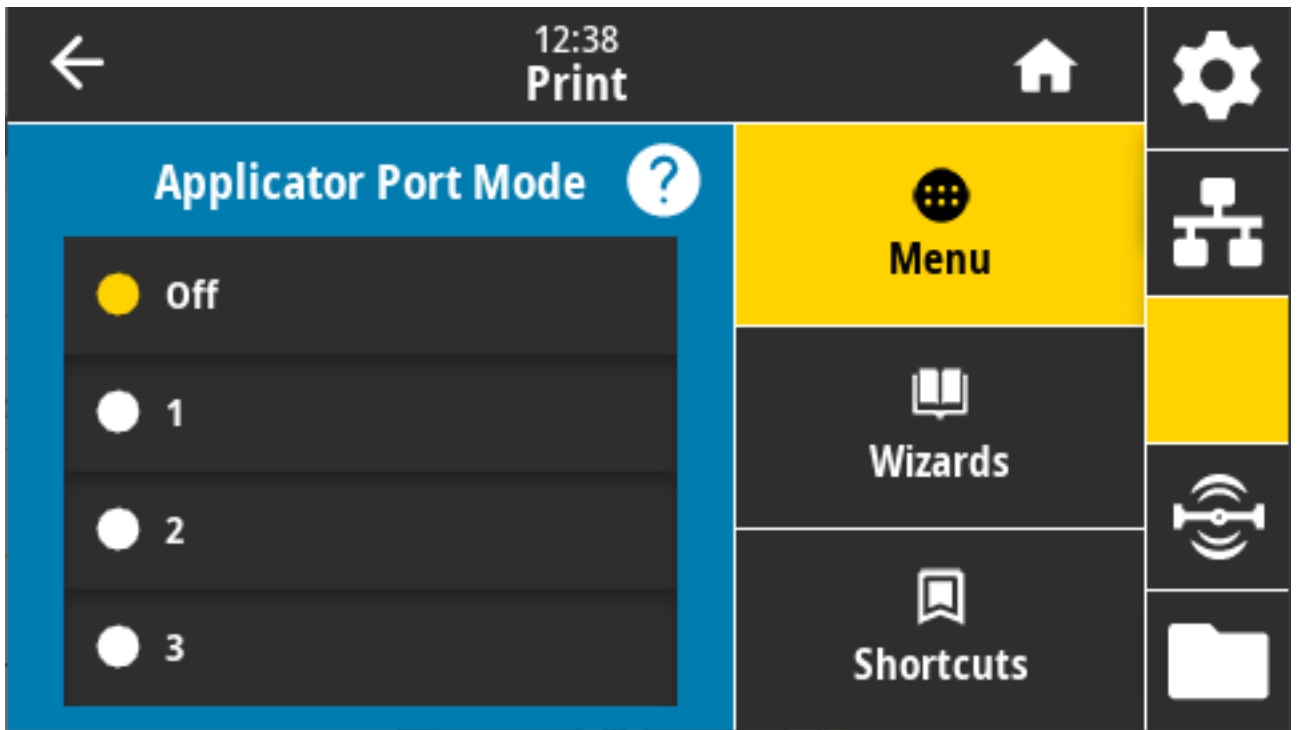 12:38
Print
Applicator Port Mode ?
Off
1
2
3
Menu
Wizards
Shortcuts